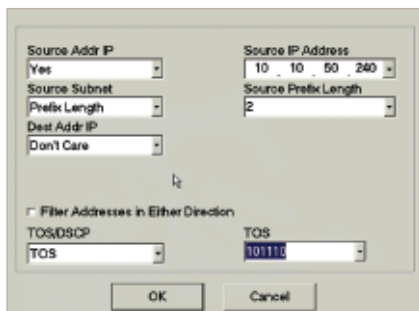 Source Addr IP
Source IP Address
Yes
10 . 10 . 50 . 240
Source Subnet
Source Prefix Length
Prefix Length
2
Dest Addr IP
Don't Care
Filter Addresses in Either Direction
TOS/DSCP
TOS
TOS
101110
OK
Cancel